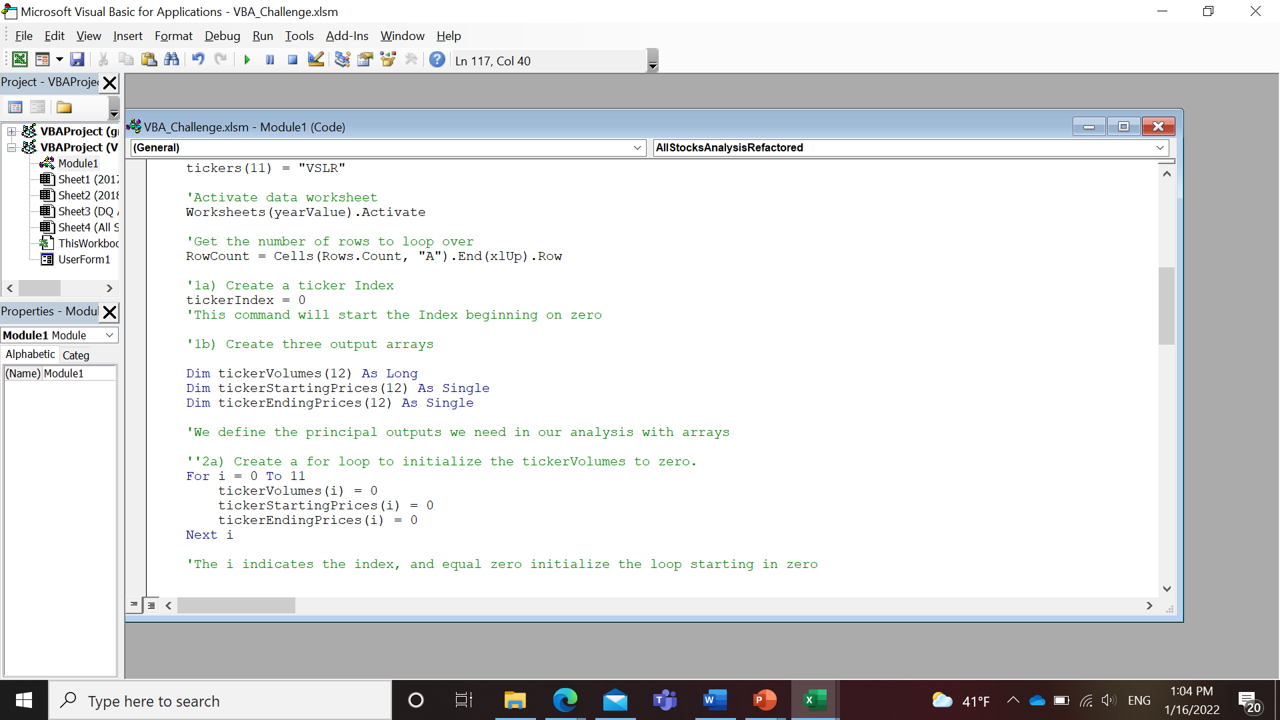 Microsoft Visual Basic for Applications - VBA_Challenge.xlsm
File Edit View Insert Format Debug Run Tools Add-Ins Window Help
Ln 117, Col 40
Project - VBAProje
VBAProject (g
VBAProject (V
Module1
Sheet1 (2017
Sheet2 (2018
Sheet3 (DQ A
Sheet4 (All S
ThisWorkboo
UserForm1
Properties - Modul
Module1 Module
Alphabetic Categ
(Name) Module1
VBA_Challenge.xlsm - Module1 (Code)
(General) AllStocksAnalysisRefactored
tickers(11) = "VSLR"
'Activate data worksheet
Worksheets(yearValue).Activate
'Get the number of rows to loop over
RowCount = Cells(Rows.Count, "A").End(xlUp).Row
'1a) Create a ticker Index
tickerIndex = 0
'This command will start the Index beginning on zero
'1b) Create three output arrays
Dim tickerVolumes(12) As Long
Dim tickerStartingPrices(12) As Single
Dim tickerEndingPrices(12) As Single
'We define the principal outputs we need in our analysis with arrays
''2a) Create a for loop to initialize the tickerVolumes to zero.
For i = 0 To 11
tickerVolumes(i) = 0
tickerStartingPrices(i) = 0
tickerEndingPrices(i) = 0
Next i
'The i indicates the index, and equal zero initialize the loop starting in zero
Type here to search
41°F
ENG
1:04 PM
1/16/2022
20